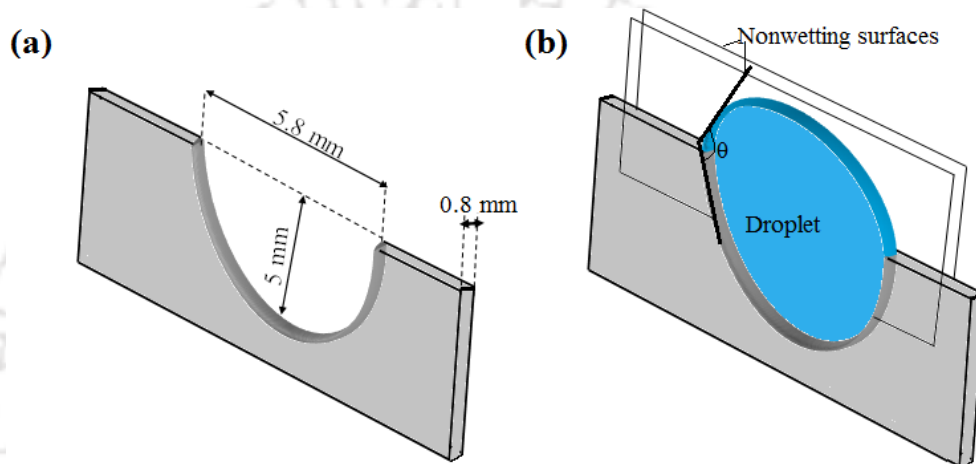 (a)
5.8 mm
5 mm
0.8 mm
(b)
Nonwetting surfaces
θ
Droplet